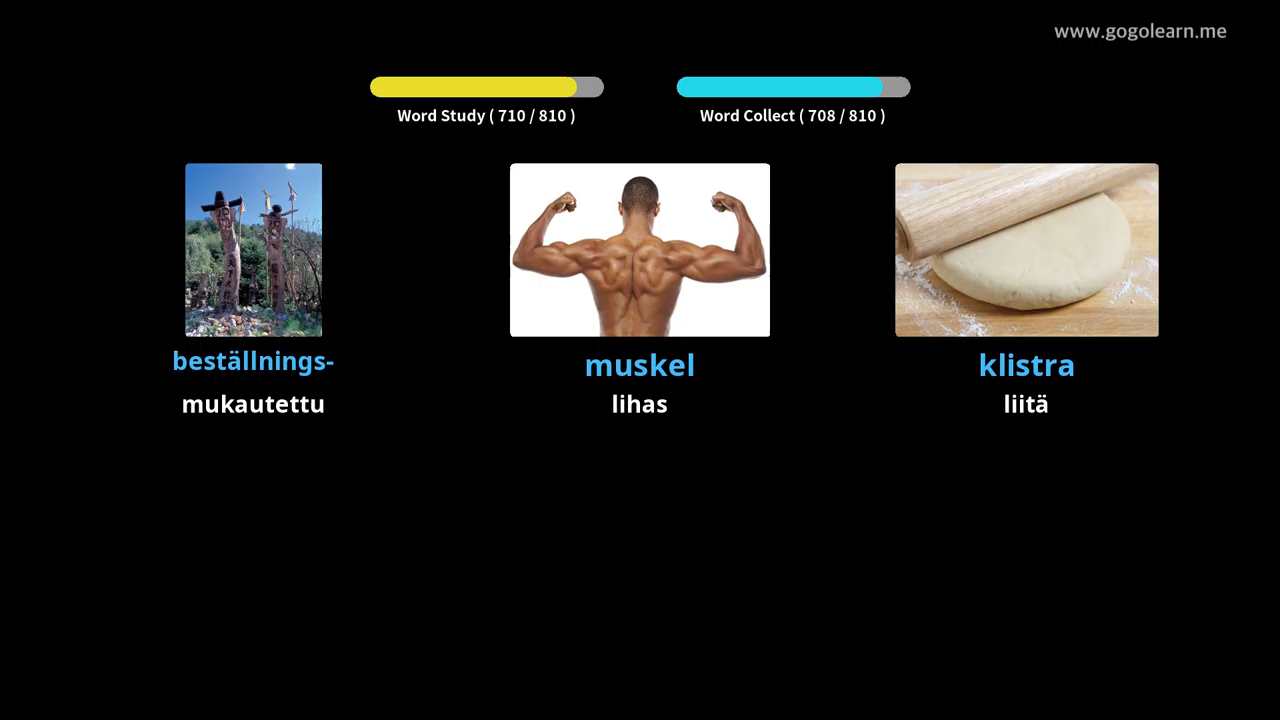 www.gogolearn.me
Word Study ( 710 / 810 )
Word Collect ( 708 / 810 )
beställnings-
mukautettu
muskel
lihas
klistra
liitä